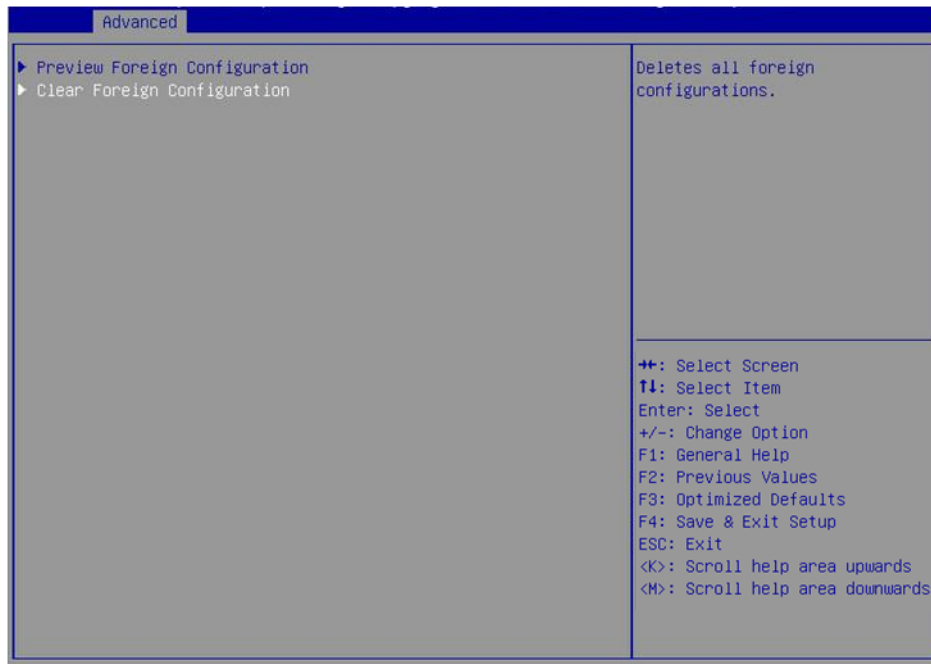 Advanced
▶ Preview Foreign Configuration
▶ Clear Foreign Configuration
Deletes all foreign
configurations.
→←: Select Screen
↑↓: Select Item
Enter: Select
+/-: Change Option
F1: General Help
F2: Previous Values
F3: Optimized Defaults
F4: Save & Exit Setup
ESC: Exit
<K>: Scroll help area upwards
<M>: Scroll help area downwards